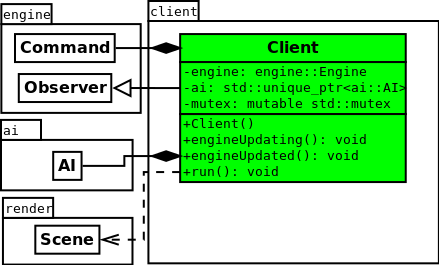 engine
Command
Observer
ai
AI
render
Scene
client
Client
-engine: engine::Engine
-ai: std::unique_ptr<ai::AI>
-mutex: mutable std::mutex
+Client()
+engineUpdating(): void
+engineUpdated(): void
+run(): void